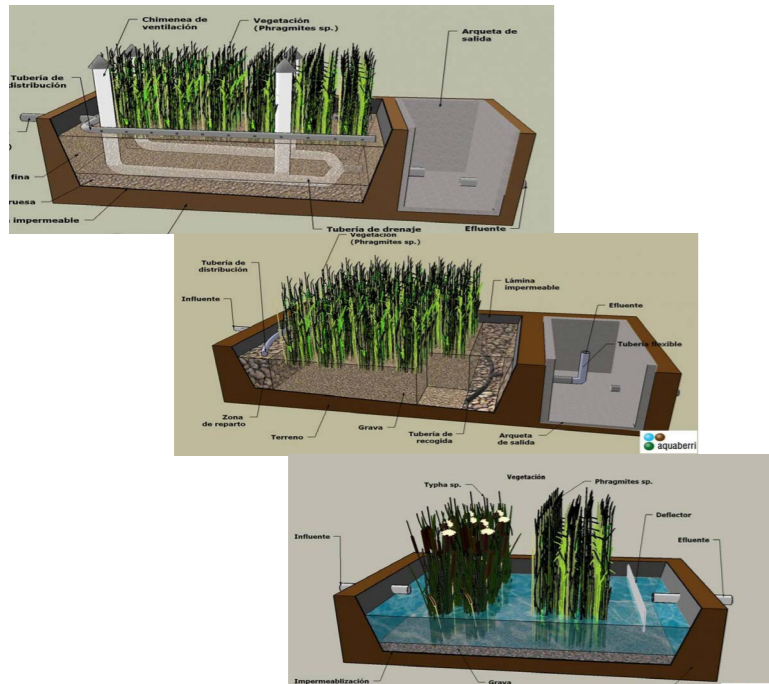 Chimenea de
ventilación
Vegetación
(Phragmites sp.)
Arqueta de
salida
Tubería de
distribución
)
fina
ruesa
impermeable
Tubería de drenaje
Efluente
Vegetación
(Phragmites sp.)
Tubería de
distribución
Lámina
impermeable
Influente
Efluente
Tubería flexible
Zona
de reparto
Terreno
Grava
Tubería de
recogida
Arqueta
de salida
aquaberri
Vegetación
Typha sp.
Phragmites sp.
Deflector
Influente
Efluente
Impermeablización
Grava